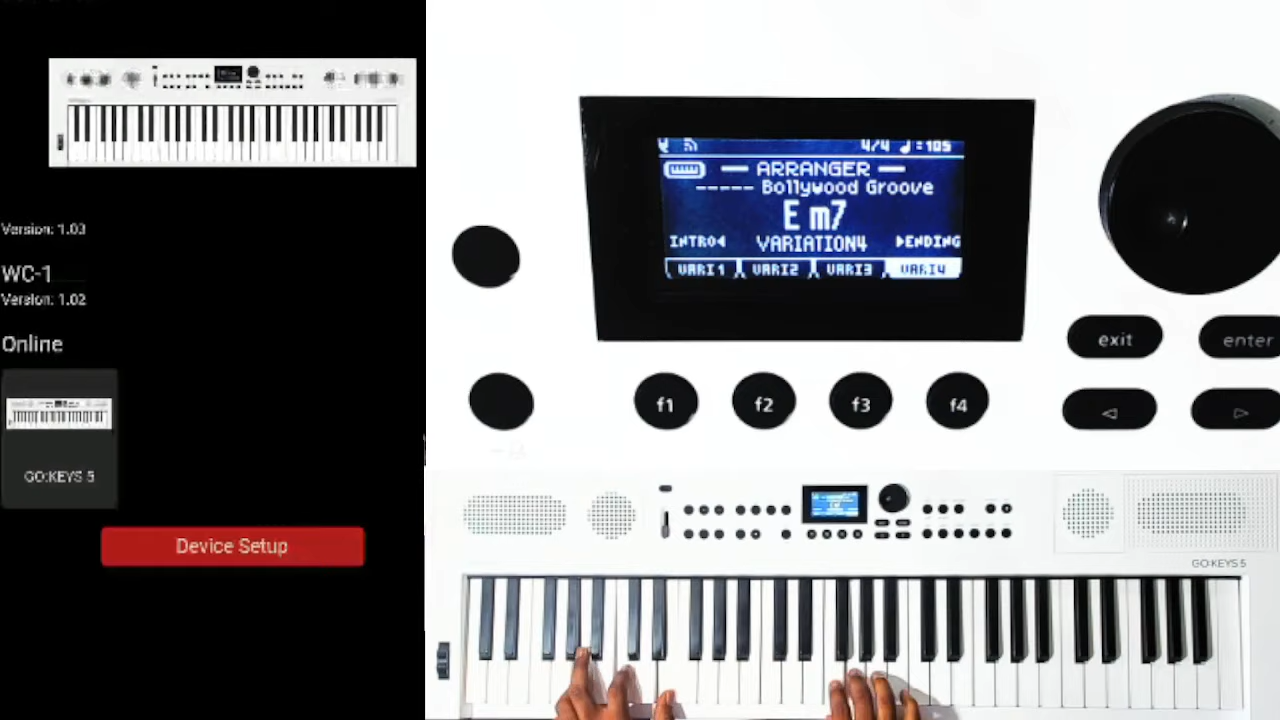 Version: 1.03
WC-1
Version: 1.02
Online
GO:KEYS 5
Device Setup
4/4 ♩ : 105
ARRANGER
----- Bollywood Groove
E m7
INTRO4 VARIATION4 ▶ENDING
VARI1 VARI2 VARI3 VARI4
exit enter
f1 f2 f3 f4
GO:KEYS 5